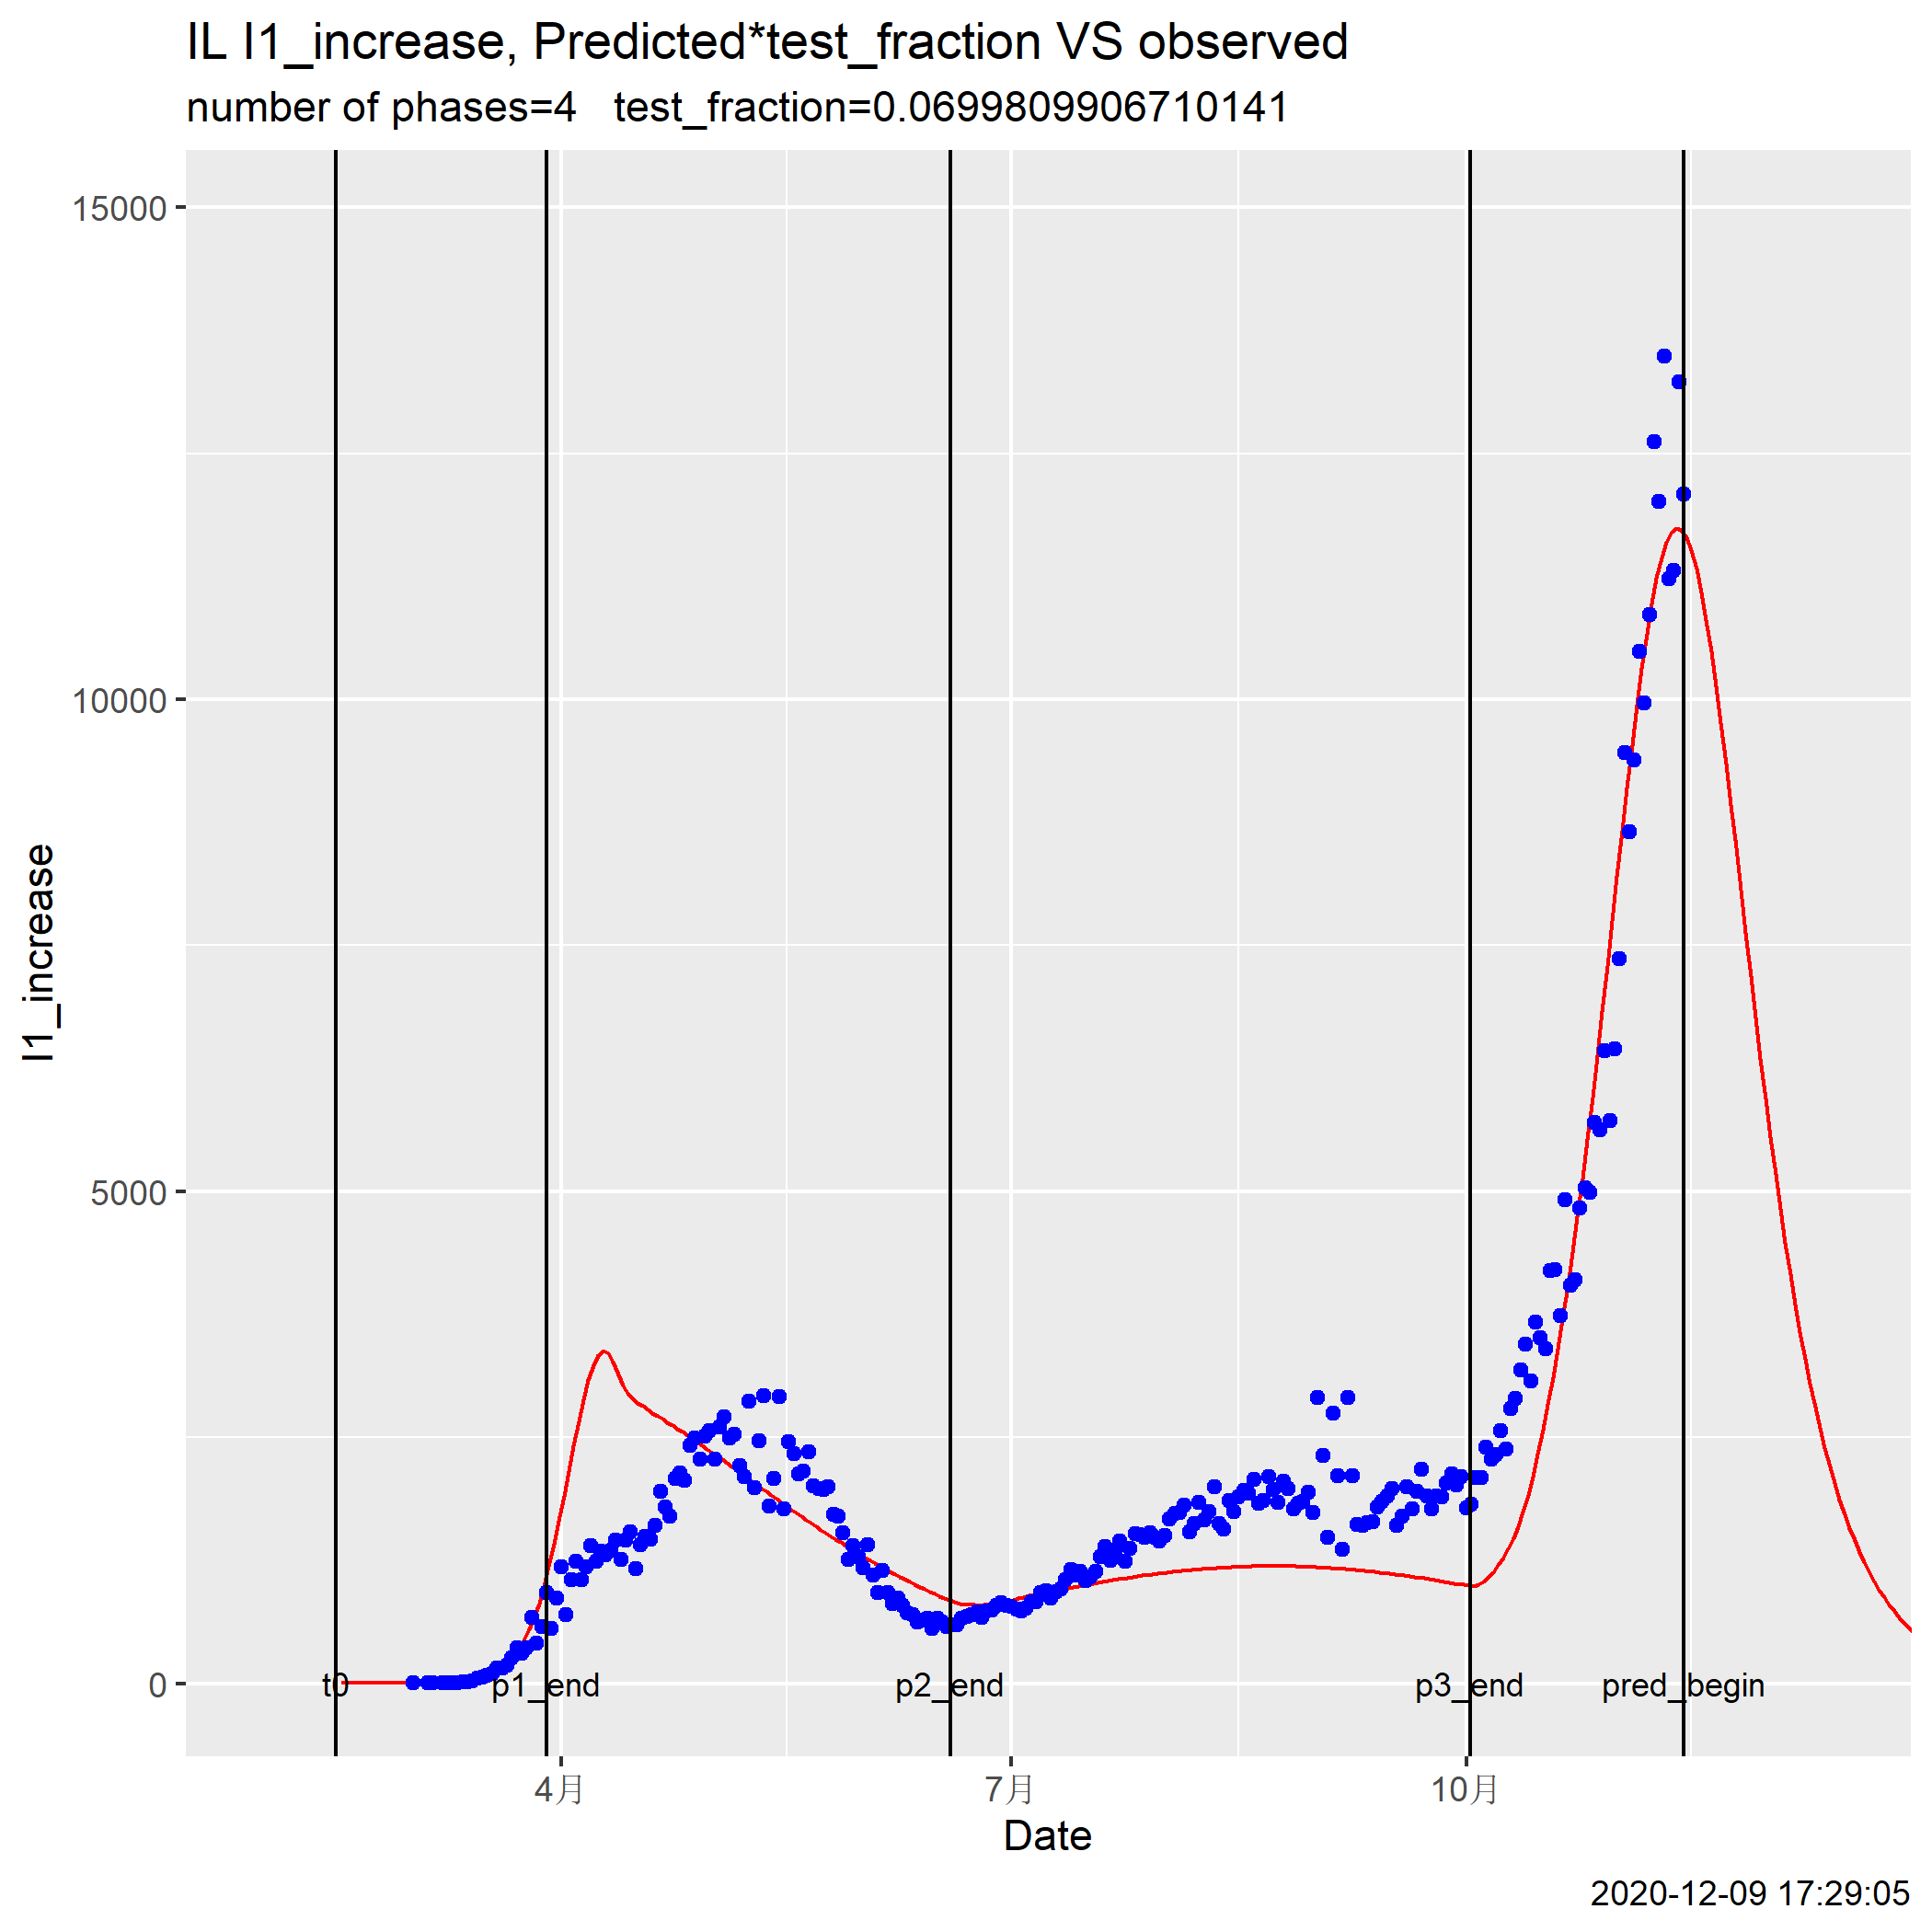 IL I1_increase, Predicted*test_fraction VS observed
number of phases=4   test_fraction=0.0699809906710141
15000
10000
5000
0
I1_increase
t0
p1_end
p2_end
p3_end
pred_begin
4月
7月
10月
Date
2020-12-09 17:29:05